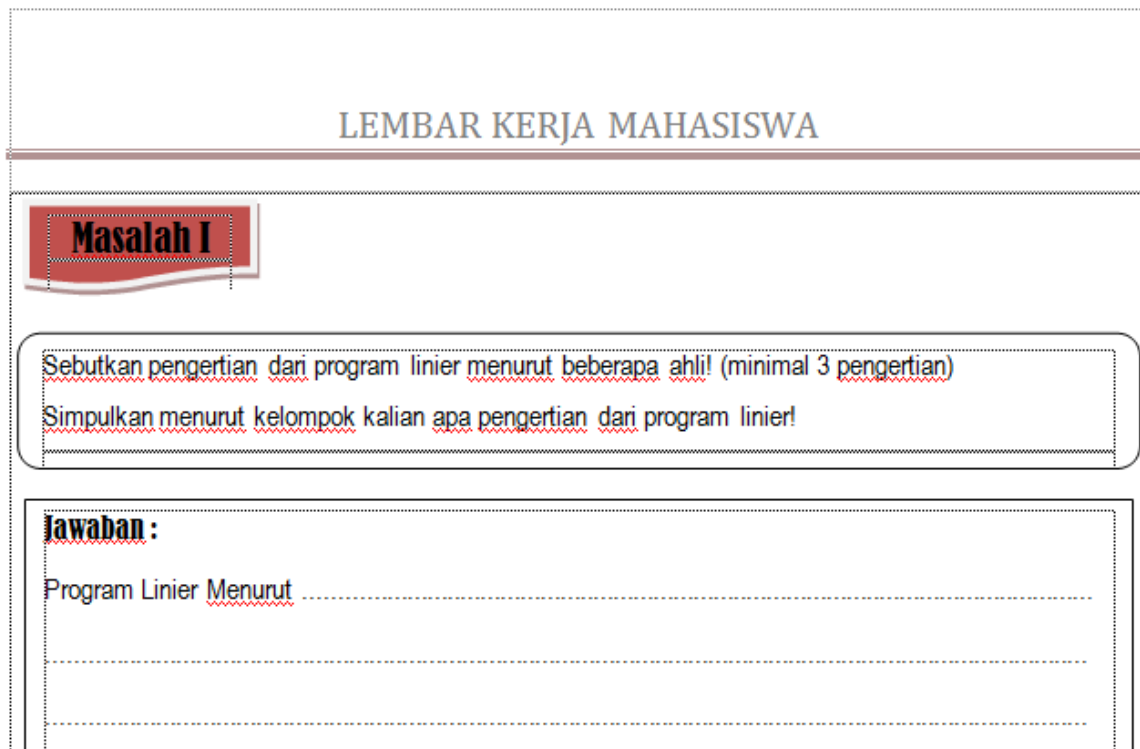 LEMBAR KERJA MAHASISWA
Masalah I
Sebutkan pengertian dari program linier menurut beberapa ahli! (minimal 3 pengertian)
Simpulkan menurut kelompok kalian apa pengertian dari program linier!
Jawaban :
Program Linier Menurut